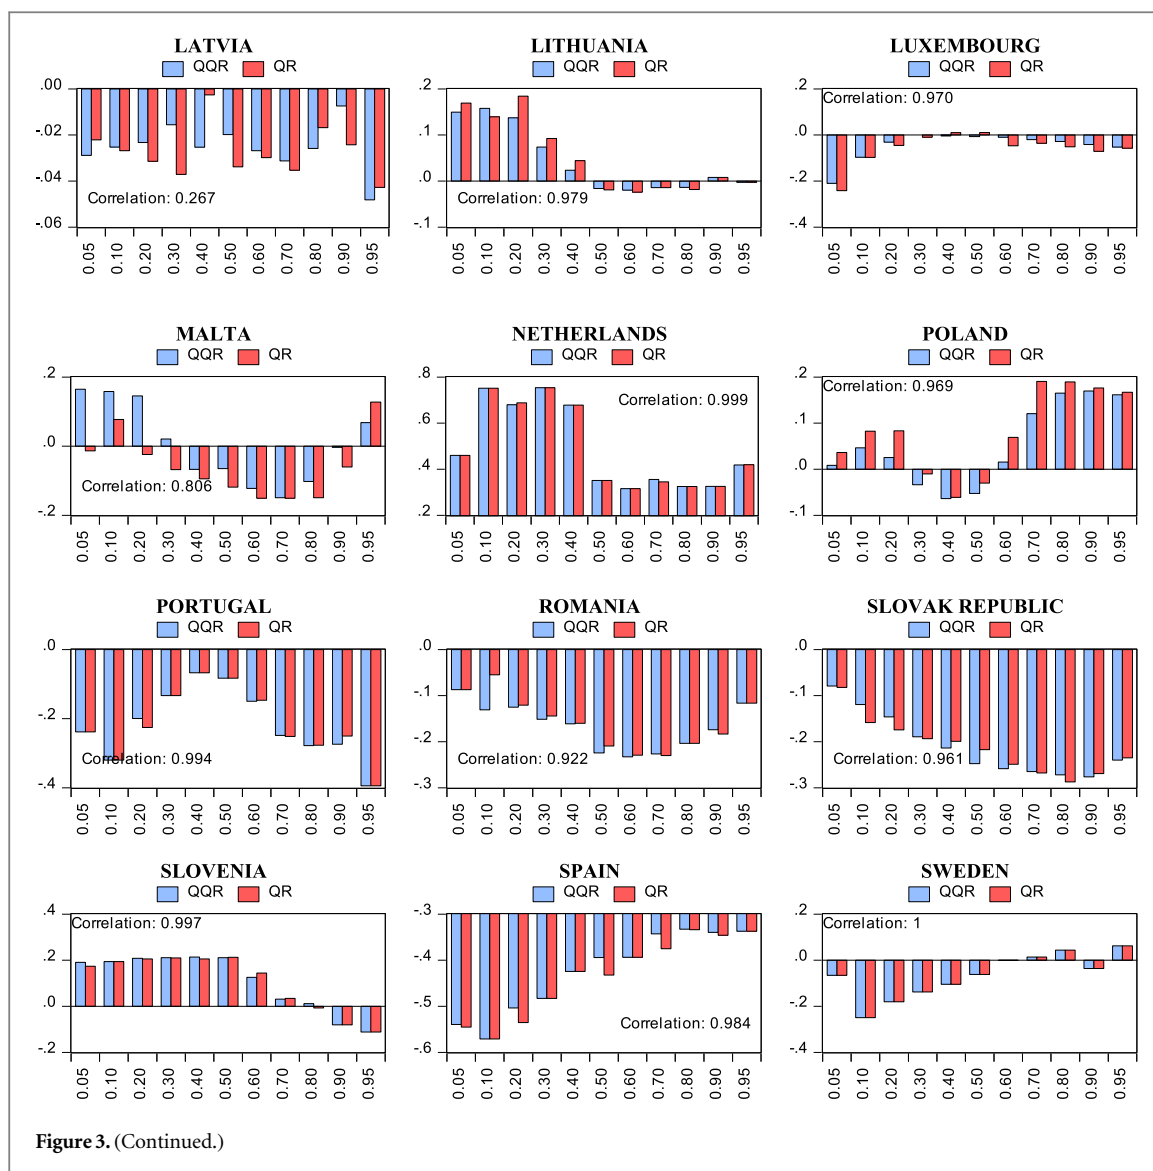 LATVIA
QQR QR
.00
-.02
-.04
-.06
Correlation: 0.267
0.05 0.10 0.20 0.30 0.40 0.50 0.60 0.70 0.80 0.90 0.95
LITHUANIA
QQR QR
.2
.1
.0
-.1
Correlation: 0.979
0.05 0.10 0.20 0.30 0.40 0.50 0.60 0.70 0.80 0.90 0.95
LUXEMBOURG
QQR QR
.2
Correlation: 0.970
-.0
-.2
-.4
0.05 0.10 0.20 0.30 0.40 0.50 0.60 0.70 0.80 0.90 0.95
MALTA
QQR QR
.2
.0
Correlation: 0.806
-.2
0.05 0.10 0.20 0.30 0.40 0.50 0.60 0.70 0.80 0.90 0.95
NETHERLANDS
QQR QR
.8
Correlation: 0.999
.6
.4
.2
0.05 0.10 0.20 0.30 0.40 0.50 0.60 0.70 0.80 0.90 0.95
POLAND
QQR QR
.2
Correlation: 0.969
.1
.0
-.1
0.05 0.10 0.20 0.30 0.40 0.50 0.60 0.70 0.80 0.90 0.95
PORTUGAL
QQR QR
.0
-.2
Correlation: 0.994
-.4
0.05 0.10 0.20 0.30 0.40 0.50 0.60 0.70 0.80 0.90 0.95
ROMANIA
QQR QR
.0
-.1
-.2
Correlation: 0.922
-.3
0.05 0.10 0.20 0.30 0.40 0.50 0.60 0.70 0.80 0.90 0.95
SLOVAK REPUBLIC
QQR QR
.0
-.1
-.2
Correlation: 0.961
-.3
0.05 0.10 0.20 0.30 0.40 0.50 0.60 0.70 0.80 0.90 0.95
SLOVENIA
QQR QR
.4
Correlation: 0.997
.2
.0
-.2
0.05 0.10 0.20 0.30 0.40 0.50 0.60 0.70 0.80 0.90 0.95
SPAIN
QQR QR
-.3
-.4
-.5
Correlation: 0.984
-.6
0.05 0.10 0.20 0.30 0.40 0.50 0.60 0.70 0.80 0.90 0.95
SWEDEN
QQR QR
.2
Correlation: 1
.0
-.2
-.4
0.05 0.10 0.20 0.30 0.40 0.50 0.60 0.70 0.80 0.90 0.95
Figure 3. (Continued.)